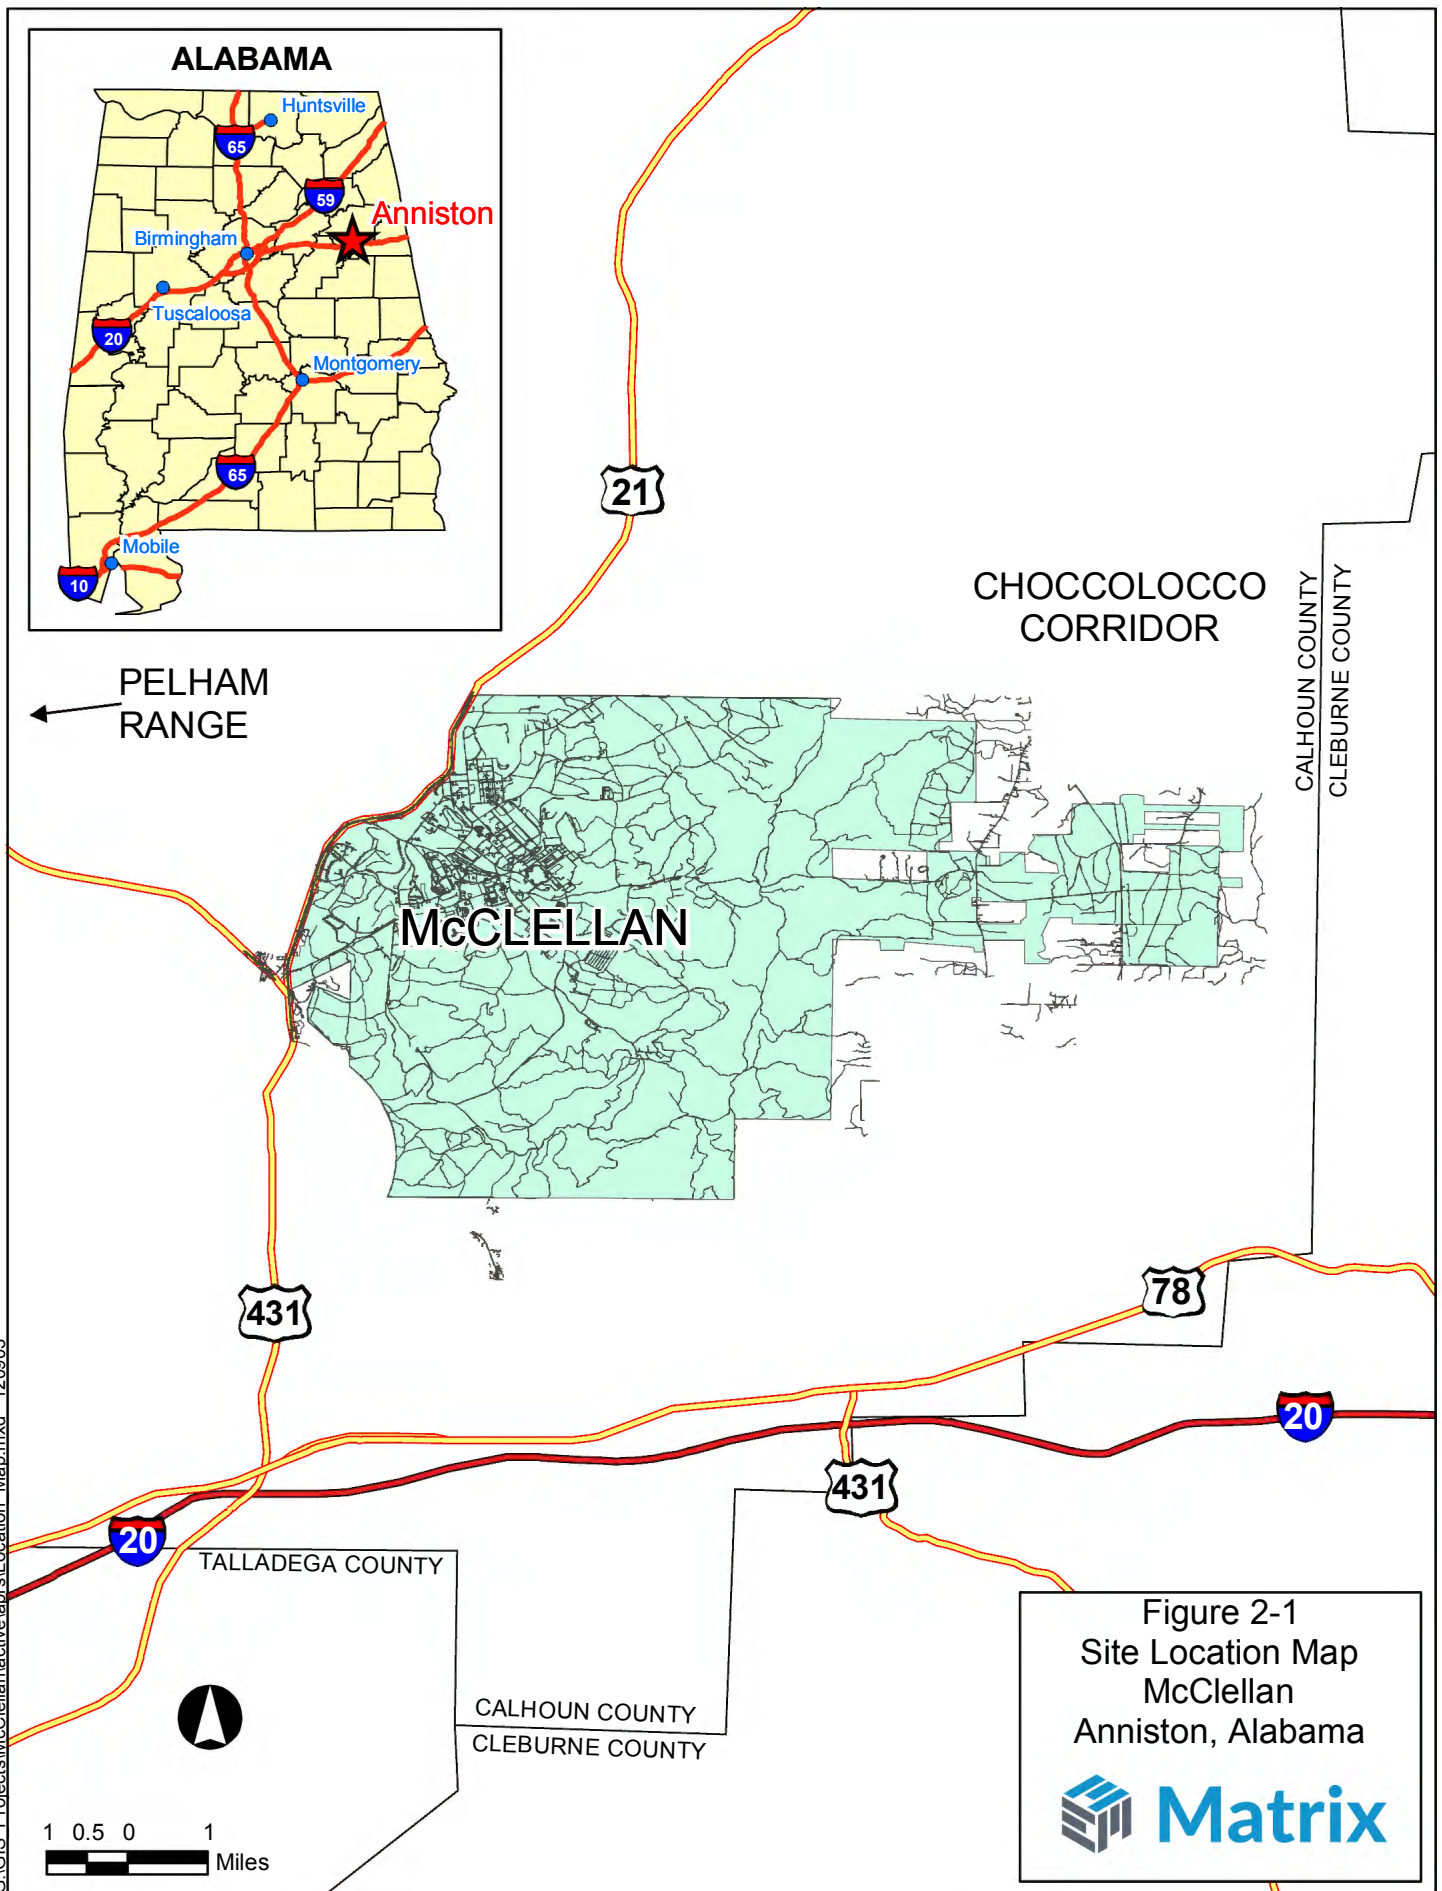 ALABAMA
Huntsville
65
59
Anniston
Birmingham
Tuscaloosa
20
Montgomery
65
Mobile
10
21
CHOCCOLOCCO
CORRIDOR
CALHOUN COUNTY
CLEBURNE COUNTY
PELHAM
RANGE
McCLELLAN
431
78
20
431
20
TALLADEGA COUNTY
CALHOUN COUNTY
CLEBURNE COUNTY
1 0.5 0 1
Miles
Figure 2-1
Site Location Map
McClellan
Anniston, Alabama
Matrix